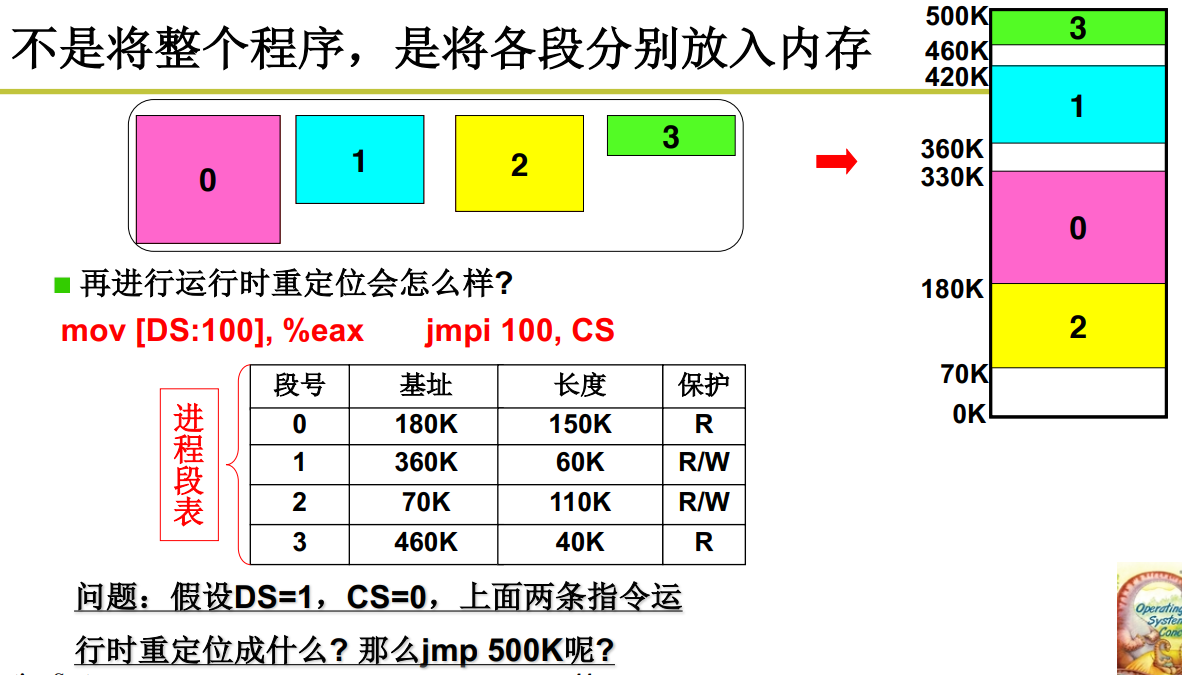 不是将整个程序，是将各段分别放入内存
0
1
2
3
500K
460K
420K
360K
330K
180K
70K
0K
3
1
0
2
再进行运行时重定位会怎么样?
mov [DS:100], %eax jmpi 100, CS
进程段表
段号 基址 长度 保护
0 180K 150K R
1 360K 60K R/W
2 70K 110K R/W
3 460K 40K R
问题：假设DS=1，CS=0，上面两条指令运
行时重定位成什么? 那么jmp 500K呢?
Operating
System
Conc